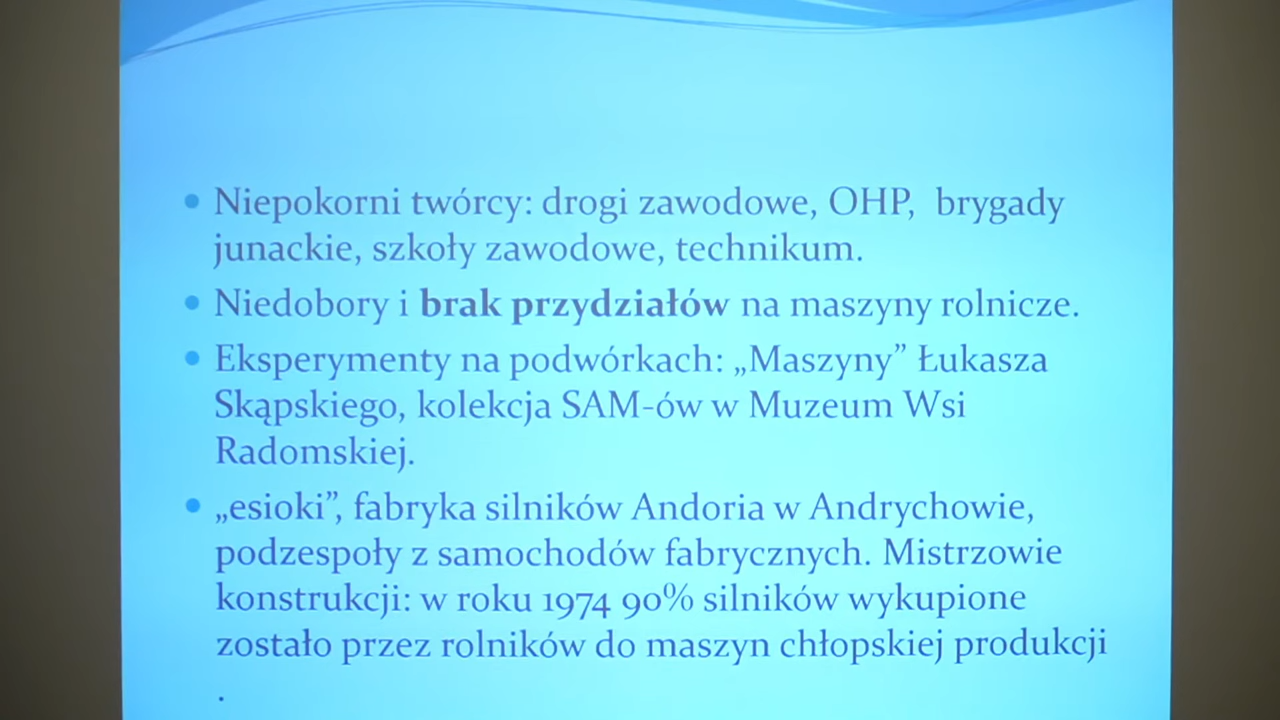 • Niepokorni twórcy: drogi zawodowe, OHP, brygady
junackie, szkoły zawodowe, technikum.
• Niedobory i brak przydziałów na maszyny rolnicze.
• Eksperymenty na podwórkach: „Maszyny” Łukasza
Skąpskiego, kolekcja SAM-ów w Muzeum Wsi
Radomskiej.
• „esioki”, fabryka silników Andoria w Andrychowie,
podzespoły z samochodów fabrycznych. Mistrzowie
konstrukcji: w roku 1974 90% silników wykupione
zostało przez rolników do maszyn chłopskiej produkcji
.